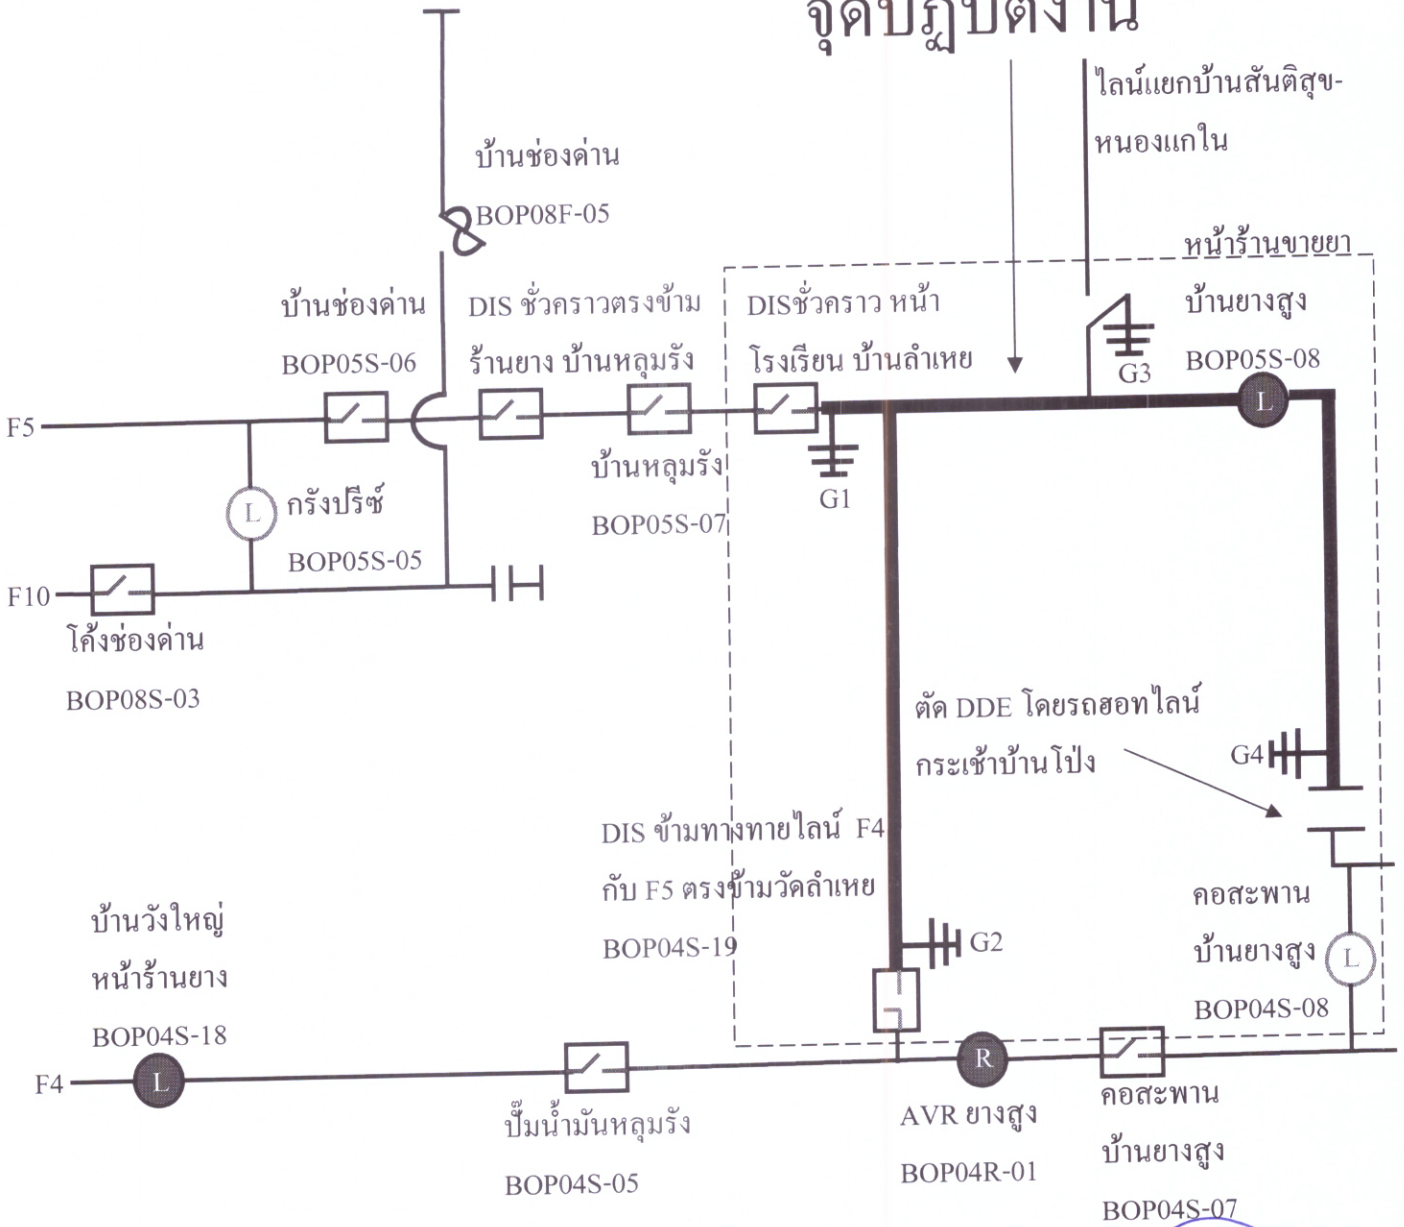 จุดปฏิบัติงาน
ไลน์แยกบ้านสันติสุข-
หนองแกใน
บ้านช่องด่าน
BOP08F-05
หน้าร้านขายยา
บ้านยางสูง
BOP05S-08
บ้านช่องด่าน
BOP05S-06
DIS ชั่วคราวตรงข้าม
ร้านยาง บ้านหลุมรัง
DISชั่วคราว หน้า
โรงเรียน บ้านลำเหย
G3
L
F5
บ้านหลุมรัง
BOP05S-07
G1
L
กรังปรีซ์
BOP05S-05
F10
โค้งช่องด่าน
BOP08S-03
ตัด DDE โดยรถฮอทไลน์
กระเช้าบ้านโป่ง
G4
DIS ข้ามทางทายไลน์ F4
กับ F5 ตรงข้ามวัดลำเหย
BOP04S-19
G2
คอสะพาน
บ้านยางสูง
BOP04S-08
L
บ้านวังใหญ่
หน้าร้านยาง
BOP04S-18
F4
L
R
ปั๊มน้ำมันหลุมรัง
BOP04S-05
AVR ยางสูง
BOP04R-01
คอสะพาน
บ้านยางสูง
BOP04S-07